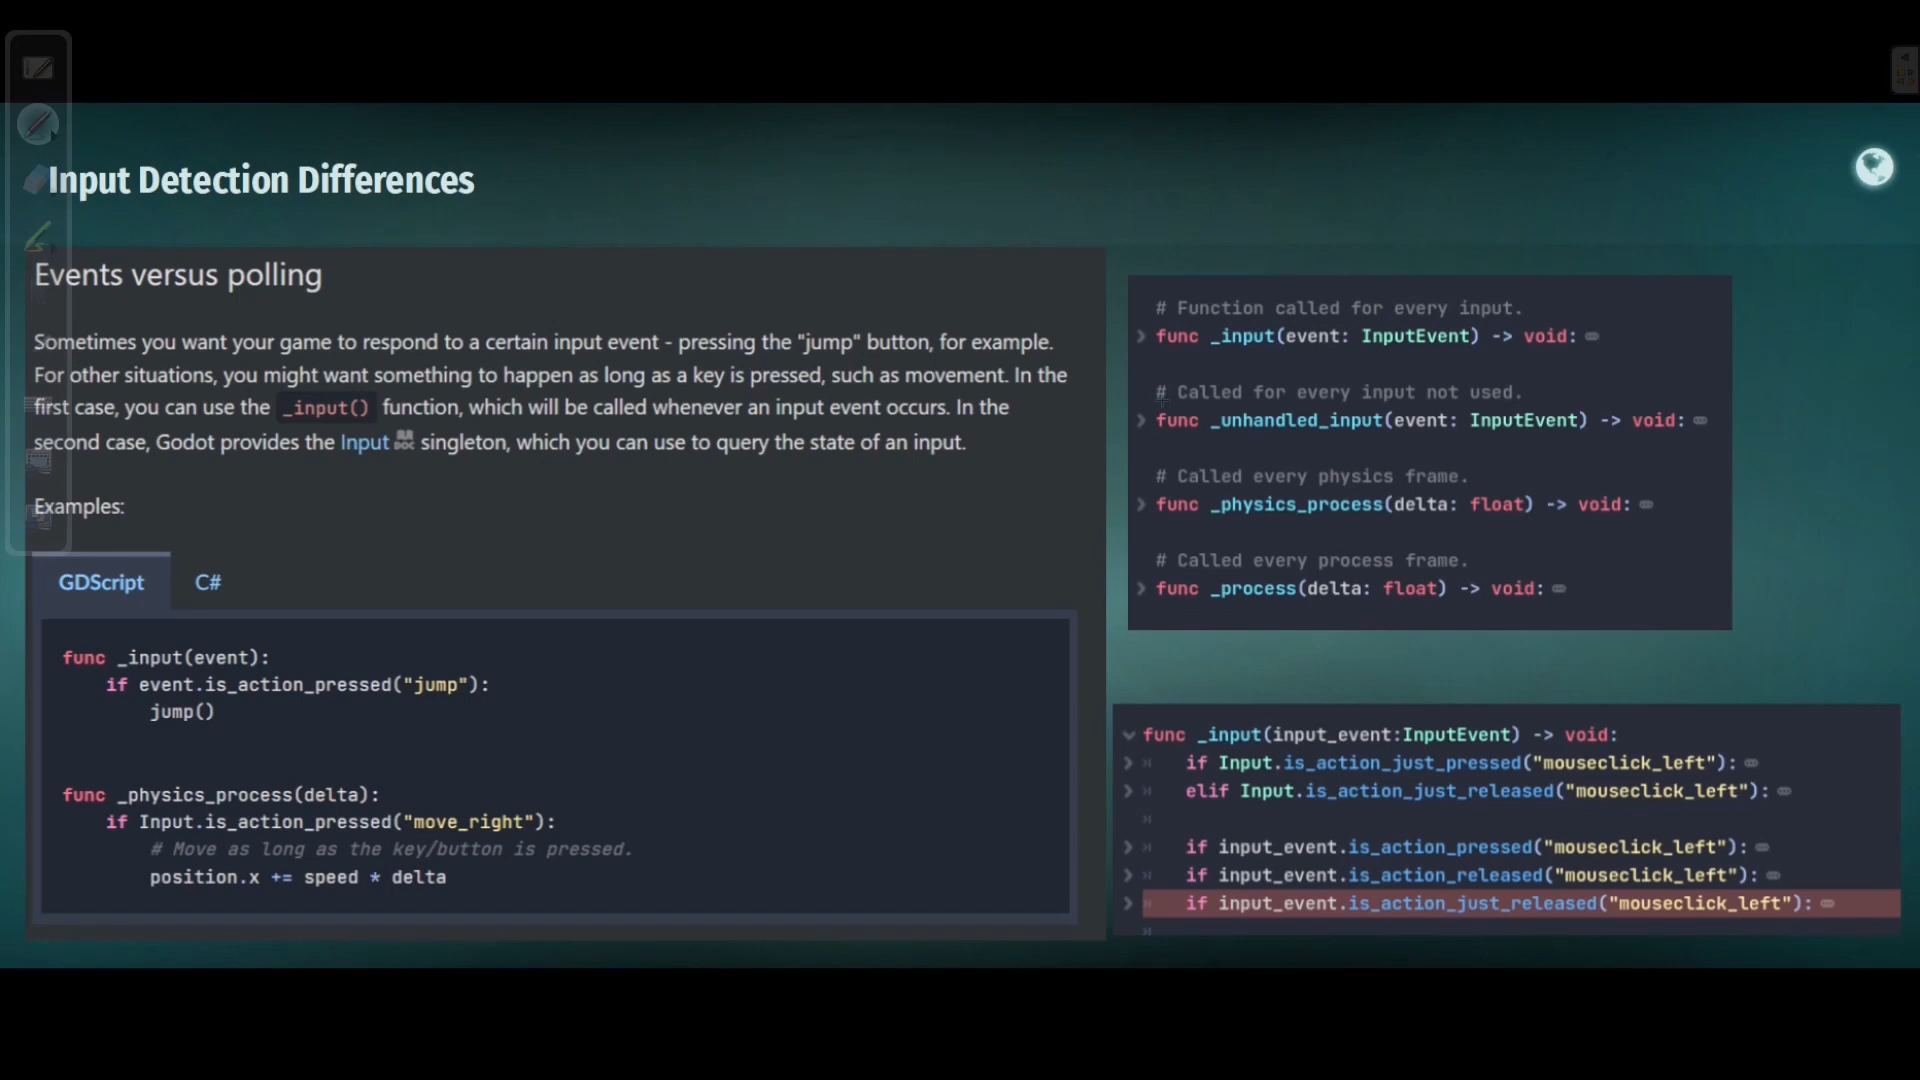 Input Detection Differences
Events versus polling
Sometimes you want your game to respond to a certain input event - pressing the "jump" button, for example.
For other situations, you might want something to happen as long as a key is pressed, such as movement. In the
first case, you can use the _input() function, which will be called whenever an input event occurs. In the
second case, Godot provides the Input singleton, which you can use to query the state of an input.
Examples:
GDScript C#
func _input(event):
    if event.is_action_pressed("jump"):
        jump()
func _physics_process(delta):
    if Input.is_action_pressed("move_right"):
        # Move as long as the key/button is pressed.
        position.x += speed * delta
# Function called for every input.
func _input(event: InputEvent) -> void:
# Called for every input not used.
func _unhandled_input(event: InputEvent) -> void:
# Called every physics frame.
func _physics_process(delta: float) -> void:
# Called every process frame.
func _process(delta: float) -> void:
func _input(input_event:InputEvent) -> void:
    if Input.is_action_just_pressed("mouseclick_left"):
    elif Input.is_action_just_released("mouseclick_left"):
    if input_event.is_action_pressed("mouseclick_left"):
    if input_event.is_action_released("mouseclick_left"):
    if input_event.is_action_just_released("mouseclick_left"):